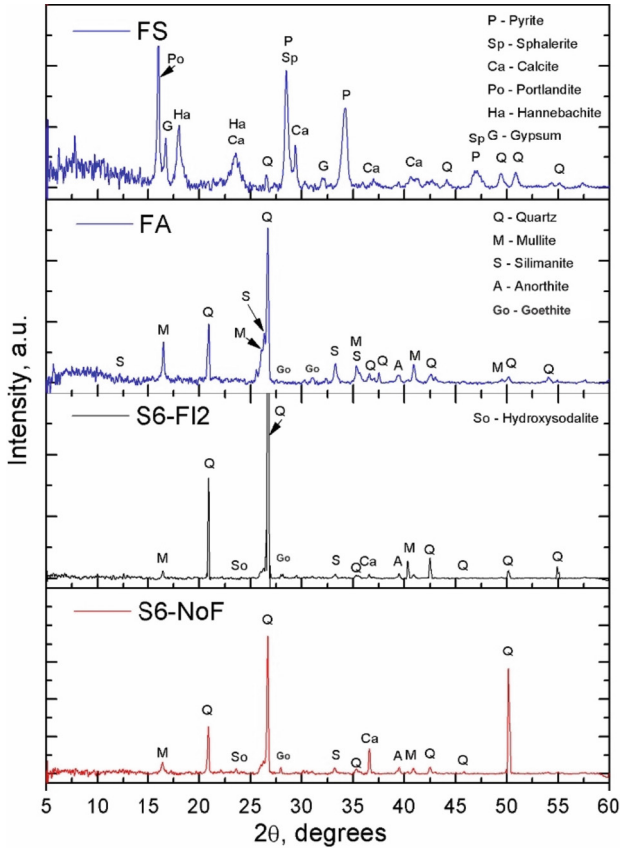 FS
P - Pyrite
Sp - Sphalerite
Ca - Calcite
Po - Portlandite
Ha - Hannebachite
G - Gypsum
Po
G
Ha
Ha
Ca
Q
P
Sp
Ca
G
P
Ca
Ca
Q
Sp
P
Q
Q
Q
FA
Q - Quartz
M - Mullite
S - Silimanite
A - Anorthite
Go - Goethite
S
M
Q
S
M
Q
Go
Go
S
M
S
Q
Q
A
M
Q
M
Q
Q
S6-FI2
So - Hydroxysodalite
M
Q
So
Q
Go
S
Q
Ca
A
M
Q
Q
Q
Q
S6-NoF
M
Q
So
Q
Go
S
Q
Ca
A
M
Q
Q
Q
Intensity, a.u.
5 10 15 20 25 30 35 40 45 50 55 60
2θ, degrees